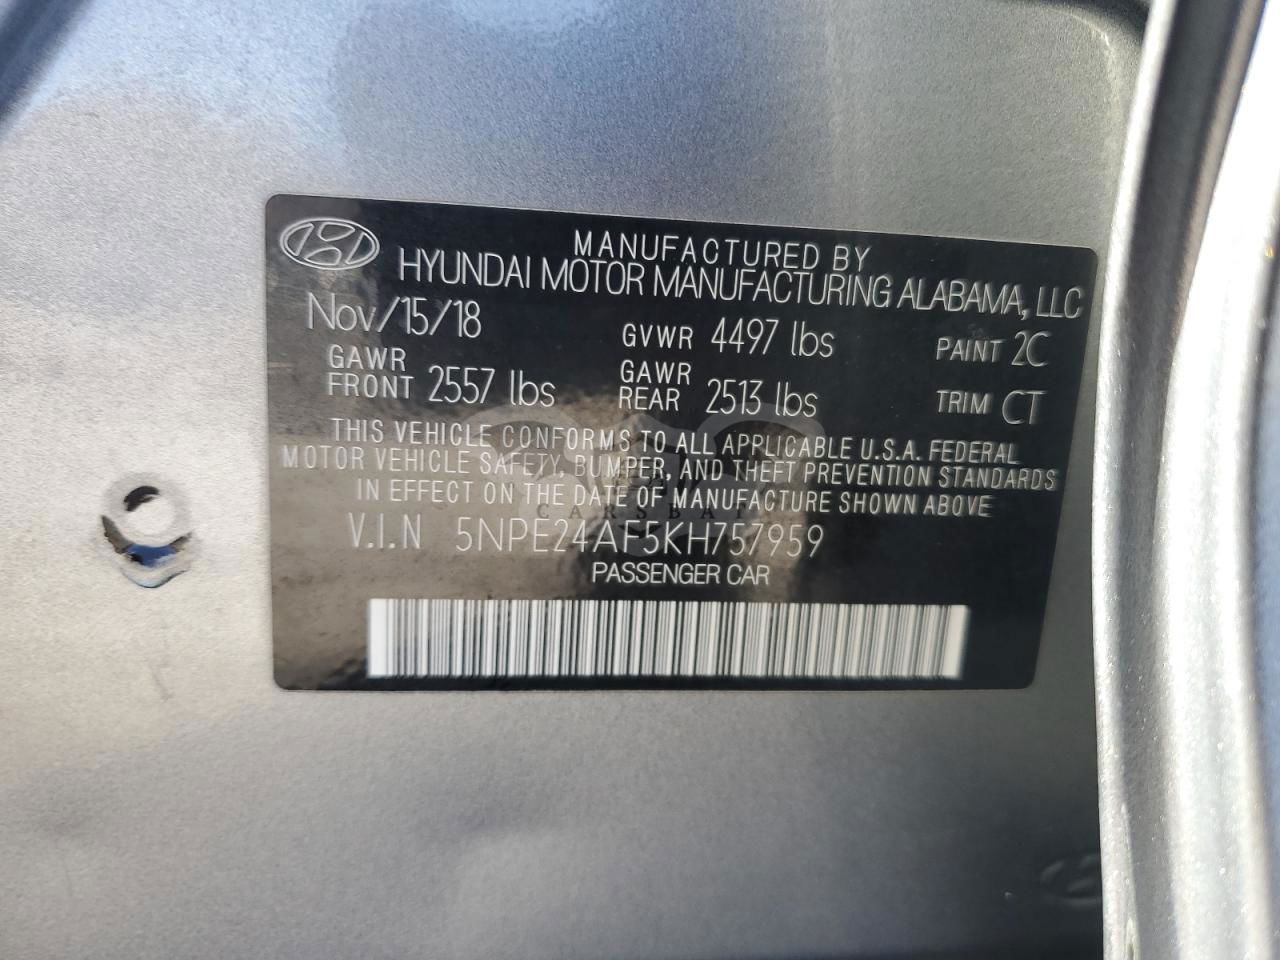 MANUFACTURED BY
HYUNDAI MOTOR MANUFACTURING ALABAMA, LLC
Nov/15/18 GVWR 4497 lbs PAINT 2C
GAWR FRONT 2557 lbs GAWR REAR 2513 lbs TRIM CT
THIS VEHICLE CONFORMS TO ALL APPLICABLE U.S.A. FEDERAL
MOTOR VEHICLE SAFETY, BUMPER, AND THEFT PREVENTION STANDARDS
IN EFFECT ON THE DATE OF MANUFACTURE SHOWN ABOVE
CARSBAT
V.I.N 5NPE24AF5KH757959
PASSENGER CAR